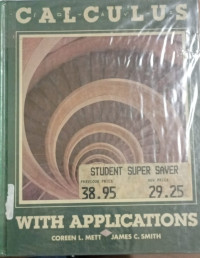 CALCULUS
STUDENT SUPER SAVER
38.95 29.25
WITH APPLICATIONS
COREEN L. METT JAMES C. SMITH